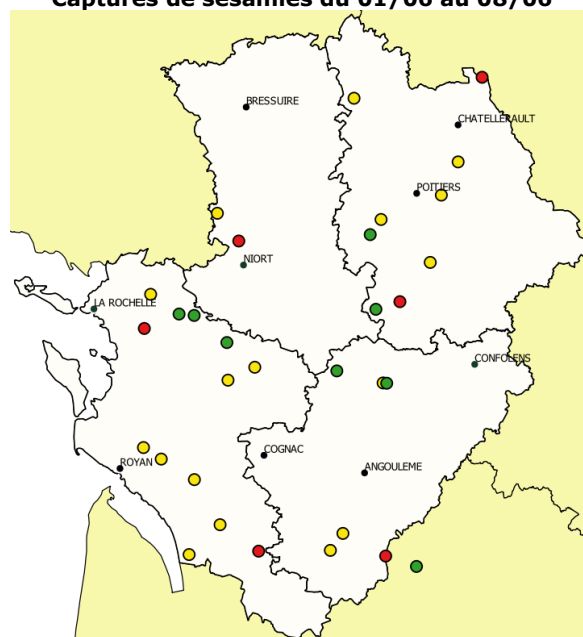 Captures de sésamies du 01/06 au 08/06
BRESSUIRE
CHATELLERAULT
POITIERS
NIORT
LA ROCHELLE
CONFOLENS
COGNAC
ROYAN
ANGOULEME